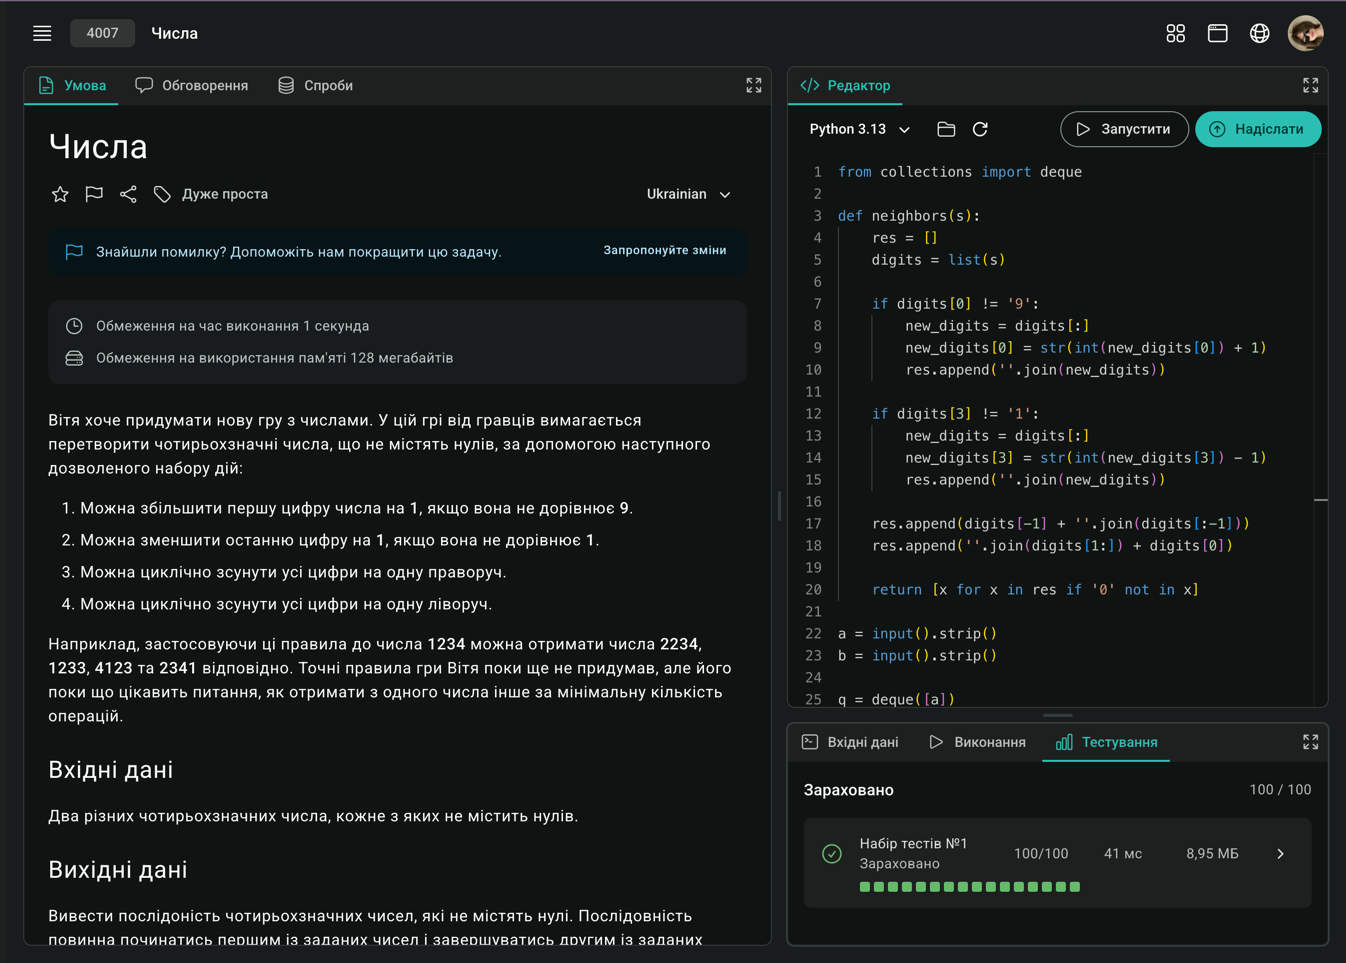 4007 Числа
Умова Обговорення Спроби
Числа
Дуже проста Ukrainian
Знайшли помилку? Допоможіть нам покращити цю задачу. Запропонуйте зміни
Обмеження на час виконання 1 секунда
Обмеження на використання пам'яті 128 мегабайтів
Вітя хоче придумати нову гру з числами. У цій грі від гравців вимагається
перетворити чотирьохзначні числа, що не містять нулів, за допомогою наступного
дозволеного набору дій:
1. Можна збільшити першу цифру числа на 1, якщо вона не дорівнює 9.
2. Можна зменшити останню цифру на 1, якщо вона не дорівнює 1.
3. Можна циклічно зсунути усі цифри на одну праворуч.
4. Можна циклічно зсунути усі цифри на одну ліворуч.
Наприклад, застосовуючи ці правила до числа 1234 можна отримати числа 2234,
1233, 4123 та 2341 відповідно. Точні правила гри Вітя поки ще не придумав, але його
поки що цікавить питання, як отримати з одного числа інше за мінімальну кількість
операцій.
Вхідні дані
Два різних чотирьохзначних числа, кожне з яких не містить нулів.
Вихідні дані
Вивести послідоність чотирьохзначних чисел, які не містять нулі. Послідовність
повинна починатись першим із заданих чисел і завершуватись другим із заданих
Редактор
Python 3.13 Запустити Надіслати
1 from collections import deque
2
3 def neighbors(s):
4     res = []
5     digits = list(s)
6
7     if digits[0] != '9':
8         new_digits = digits[:]
9         new_digits[0] = str(int(new_digits[0]) + 1)
10         res.append(''.join(new_digits))
11
12     if digits[3] != '1':
13         new_digits = digits[:]
14         new_digits[3] = str(int(new_digits[3]) - 1)
15         res.append(''.join(new_digits))
16
17     res.append(digits[-1] + ''.join(digits[:-1]))
18     res.append(''.join(digits[1:]) + digits[0])
19
20     return [x for x in res if '0' not in x]
21
22 a = input().strip()
23 b = input().strip()
24
25 q = deque([a])
Вхідні дані Виконання Тестування
Зараховано 100 / 100
Набір тестів №1 100/100 41 мс 8,95 МБ
Зараховано